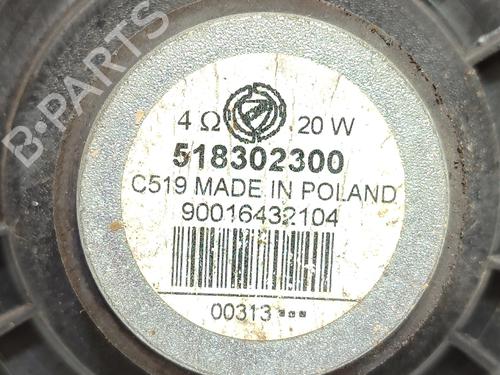 B-PARTS
4 Ω 20 W
518302300
C519 MADE IN POLAND
90016432104
00313